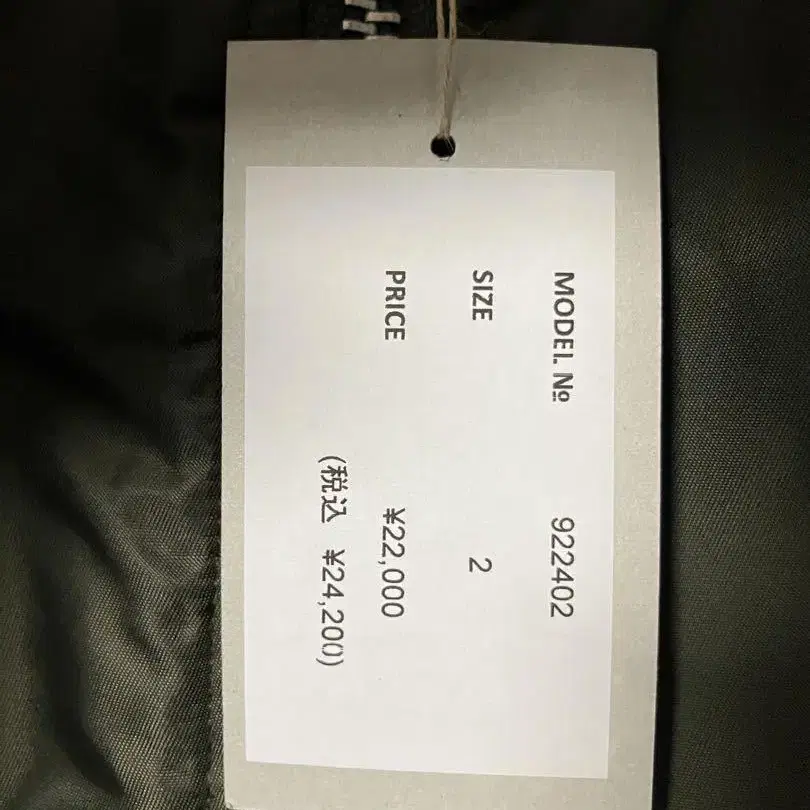 MODEL № 922402
SIZE 2
PRICE ¥22,000
(税込 ¥24,200)